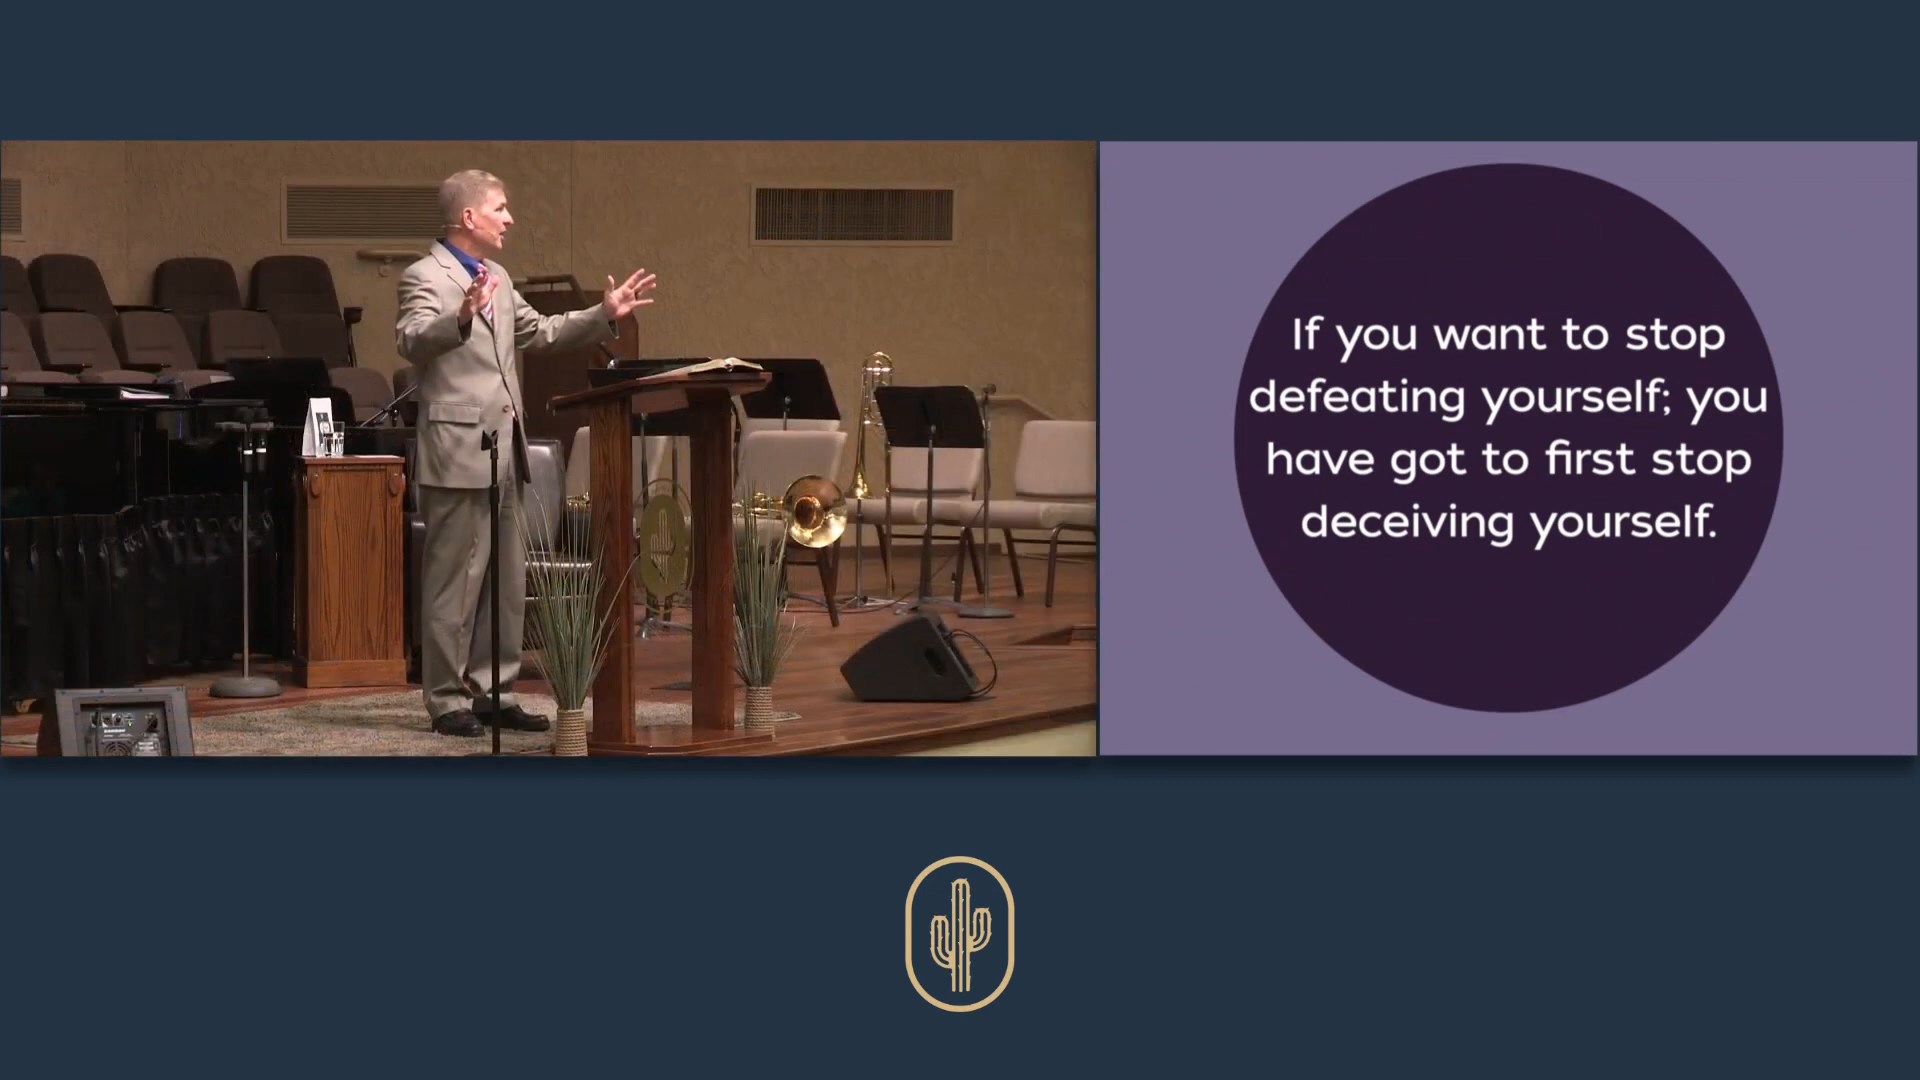 If you want to stop
defeating yourself; you
have got to first stop
deceiving yourself.